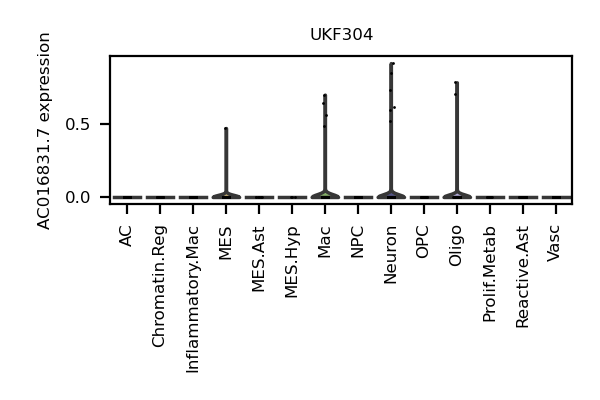 UKF304
AC016831.7 expression
0.5
0.0
AC
Chromatin.Reg
Inflammatory.Mac
MES
MES.Ast
MES.Hyp
Mac
NPC
Neuron
OPC
Oligo
Prolif.Metab
Reactive.Ast
Vasc